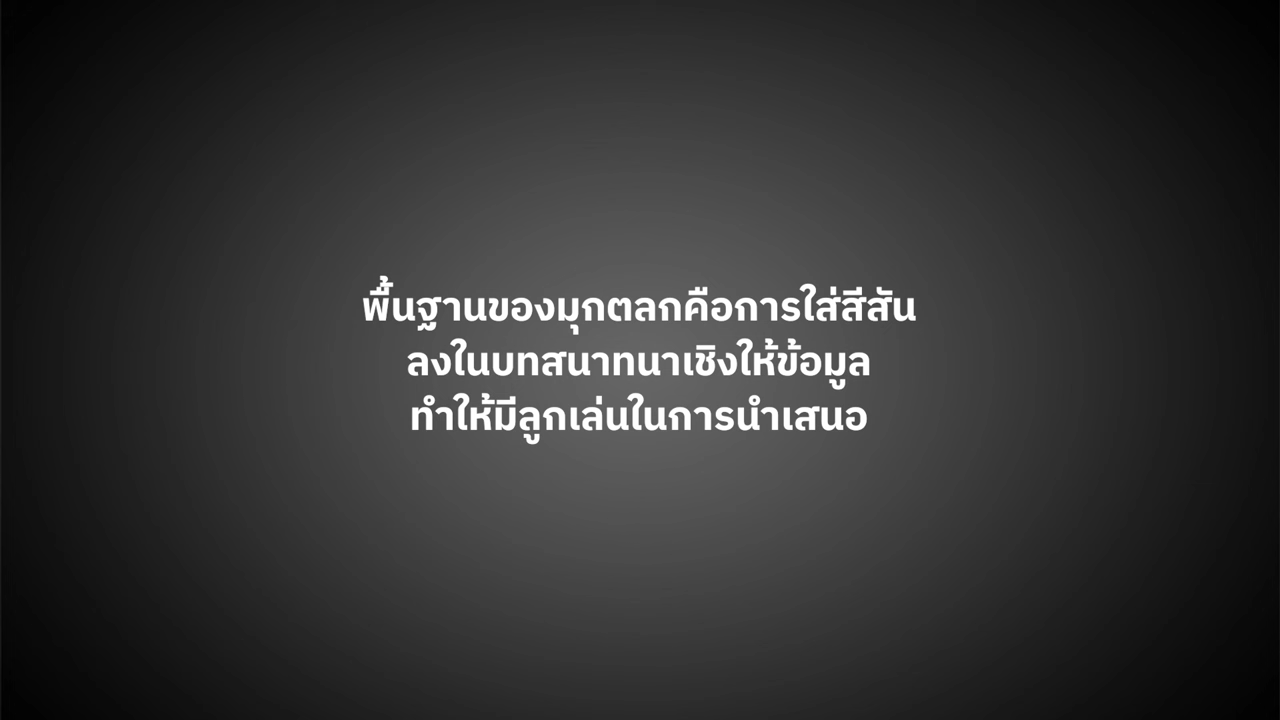 พื้นฐานของมุกตลกคือการใส่สีสัน
ลงในบทสนาทนาเชิงให้ข้อมูล
ทำให้มีลูกเล่นในการนำเสนอ